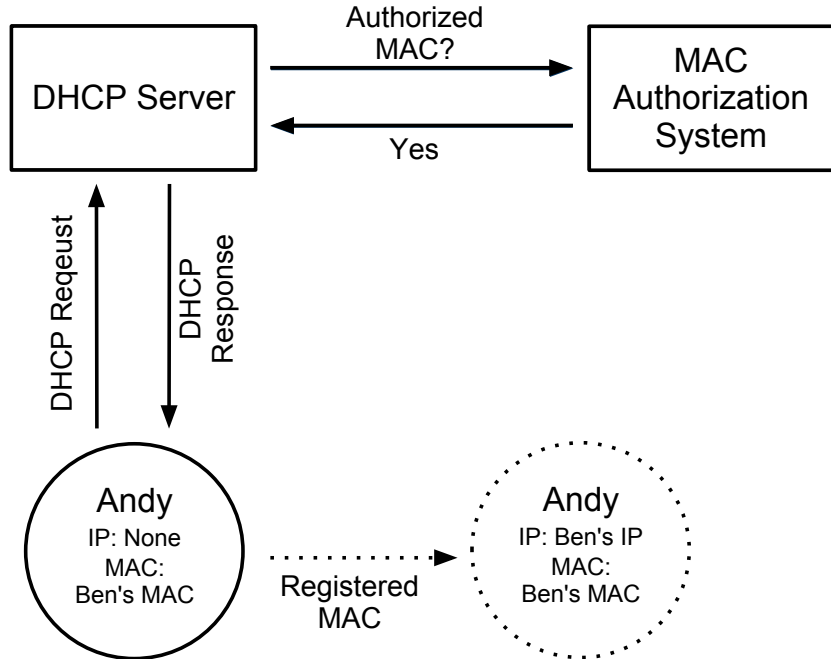 Authorized
MAC?
DHCP Server
MAC
Authorization
System
Yes
DHCP Reqeust
DHCP
Response
Andy
IP: None
MAC:
Ben's MAC
Registered
MAC
Andy
IP: Ben's IP
MAC:
Ben's MAC